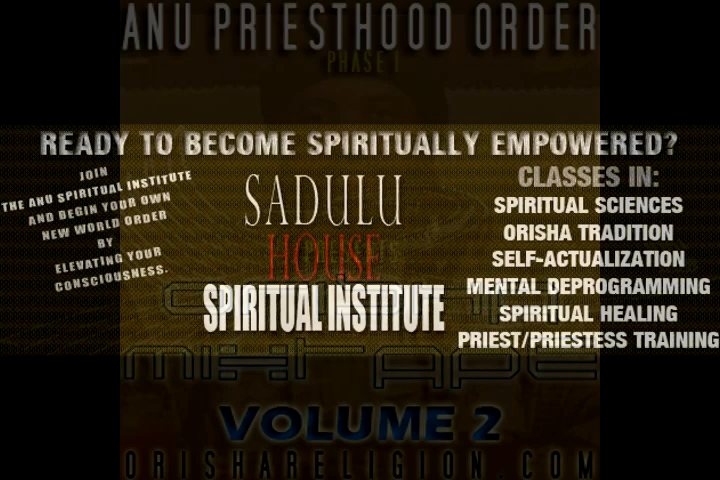 ANU PRIESTHOOD ORDER
PHASE 1
READY TO BECOME SPIRITUALLY EMPOWERED?
JOIN
THE ANU SPIRITUAL INSTITUTE
AND BEGIN YOUR OWN
NEW WORLD ORDER
BY
ELEVATING YOUR
CONSCIOUSNESS.
SADULU
HOUSE
SPIRITUAL INSTITUTE
CLASSES IN:
SPIRITUAL SCIENCES
ORISHA TRADITION
SELF-ACTUALIZATION
MENTAL DEPROGRAMMING
SPIRITUAL HEALING
PRIEST/PRIESTESS TRAINING
MIXTAPE
VOLUME 2
ORISHARELIGION.COM